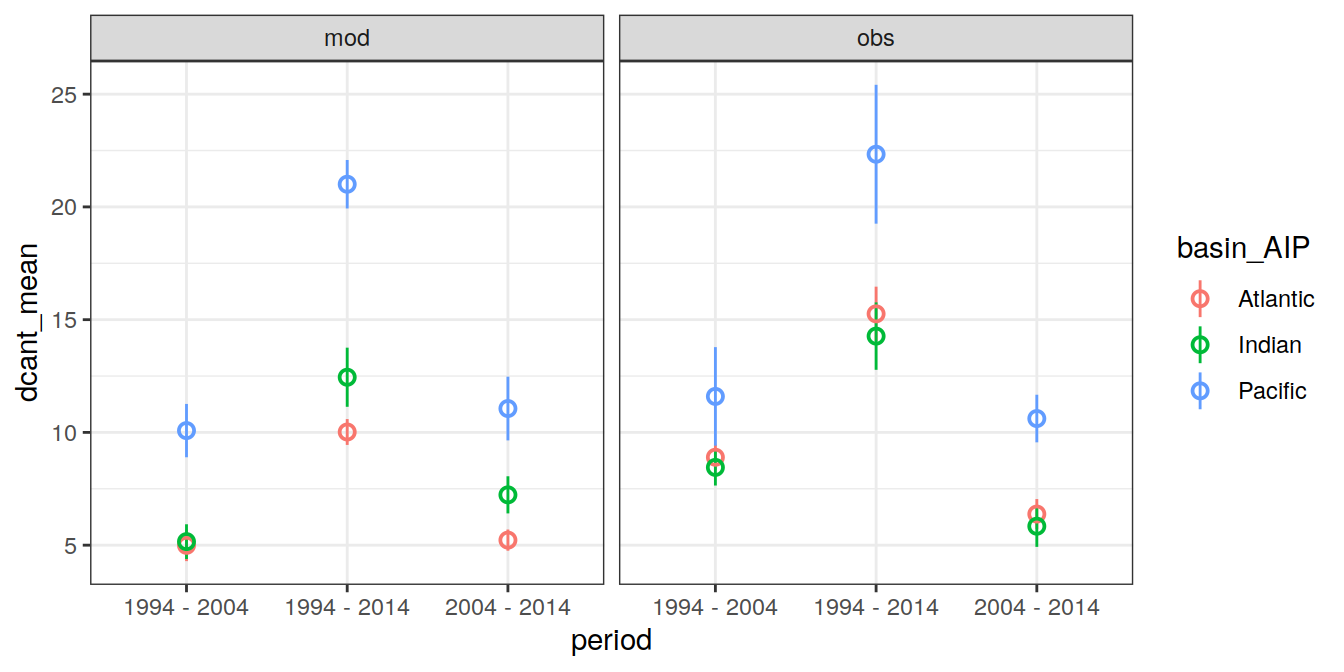 mod
obs
25
20
15
10
5
dcant_mean
1994 - 2004
1994 - 2014
2004 - 2014
1994 - 2004
1994 - 2014
2004 - 2014
period
basin_AIP
Atlantic
Indian
Pacific